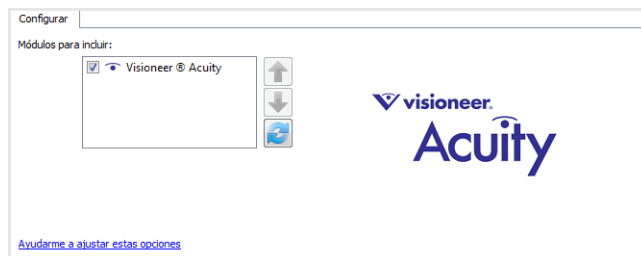 Configurar
Módulos para incluir:
Visioneer ® Acuity
visioneer.
Acuity
Ayudarme a ajustar estas opciones